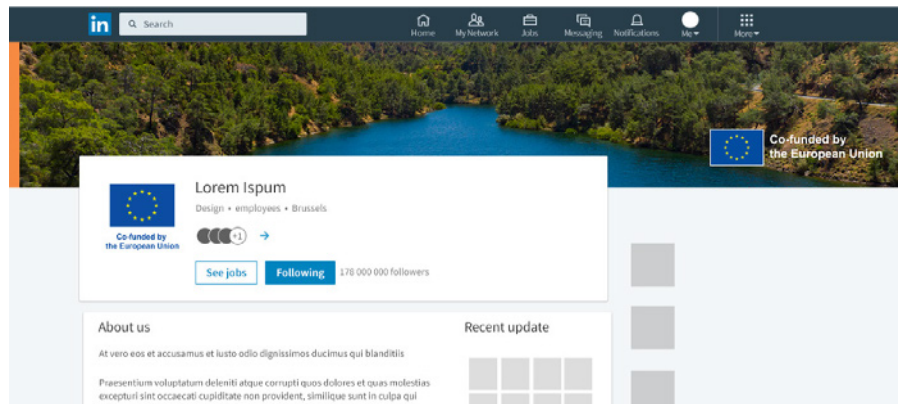 in
Search
Home
My Network
Jobs
Messaging
Notifications
Me
More
Co-funded by
the European Union
Lorem Ispum
Design • employees • Brussels
Co-funded by
the European Union
+1
See jobs
Following
178 000 000 followers
About us
Recent update
At vero eos et accusamus et iusto odio dignissimos ducimus qui blanditiis
Praesentium voluptatum deleniti atque corrupti quos dolores et quas molestias
excepturi sint occaecati cupiditate non provident, similique sunt in culpa qui